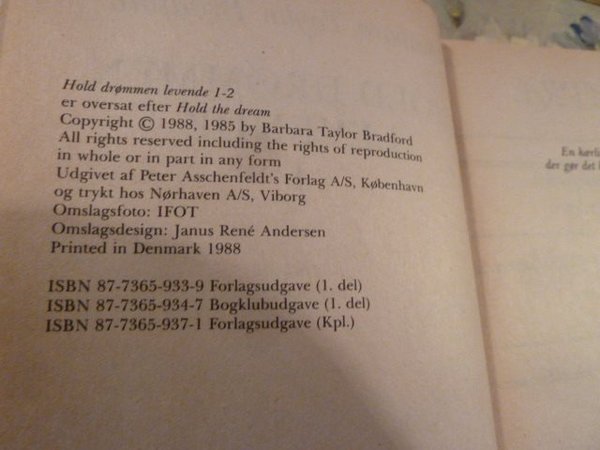 Hold drømmen levende 1-2
er oversat efter Hold the dream
Copyright © 1988, 1985 by Barbara Taylor Bradford
All rights reserved including the rights of reproduction
in whole or in part in any form
Udgivet af Peter Asschenfeldt's Forlag A/S, København
og trykt hos Nørhaven A/S, Viborg
Omslagsfoto: IFOT
Omslagsdesign: Janus René Andersen
Printed in Denmark 1988
ISBN 87-7365-933-9 Forlagsudgave (1. del)
ISBN 87-7365-934-7 Bogklubudgave (1. del)
ISBN 87-7365-937-1 Forlagsudgave (Kpl.)
En
der gør det